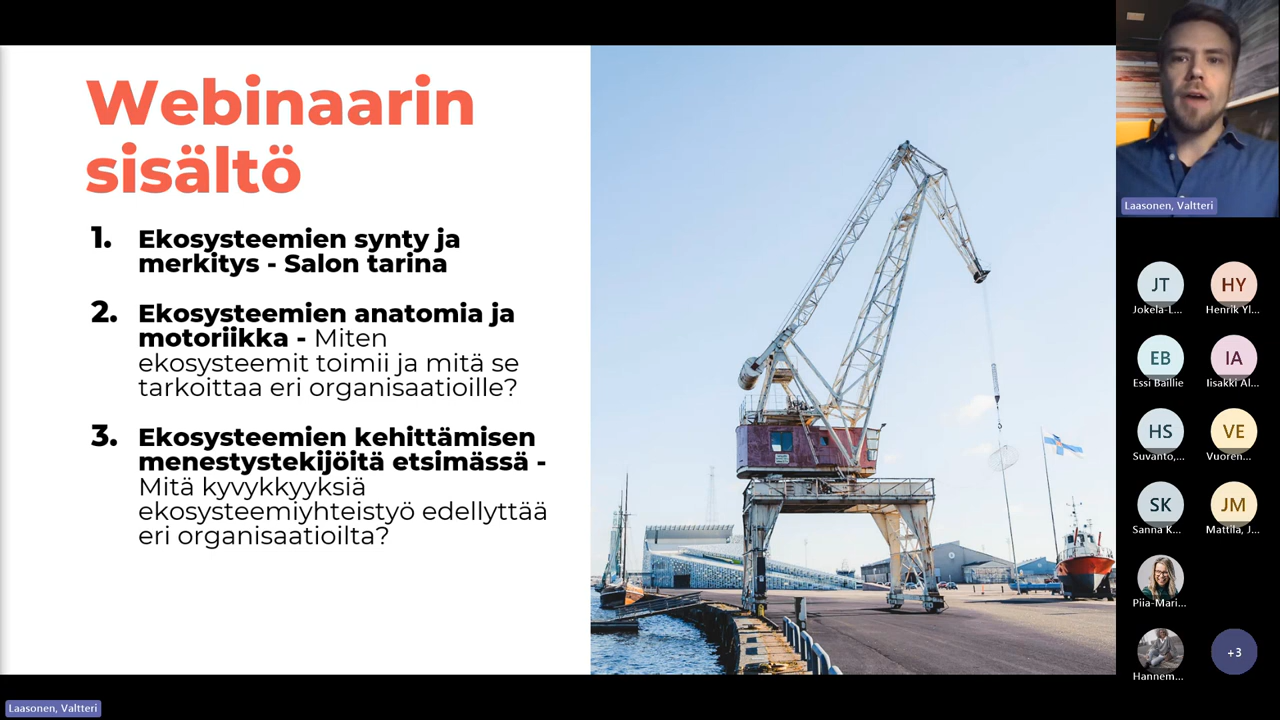 Webinaarin
sisältö
1. Ekosysteemien synty ja
merkitys - Salon tarina
2. Ekosysteemien anatomia ja
motoriikka - Miten
ekosysteemit toimii ja mitä se
tarkoittaa eri organisaatioille?
3. Ekosysteemien kehittämisen
menestystekijöitä etsimässä -
Mitä kyvykkyyksiä
ekosysteemiyhteistyö edellyttää
eri organisaatioilta?
Laasonen, Valtteri
JT
Jokela-L...
HY
Henrik Yl...
EB
Essi Baillie
IA
Iisakki Al...
HS
Suvanto,...
VE
Vuoren...
SK
Sanna K...
JM
Mattila, J...
Piia-Mari...
Hannem...
+3
Laasonen, Valtteri